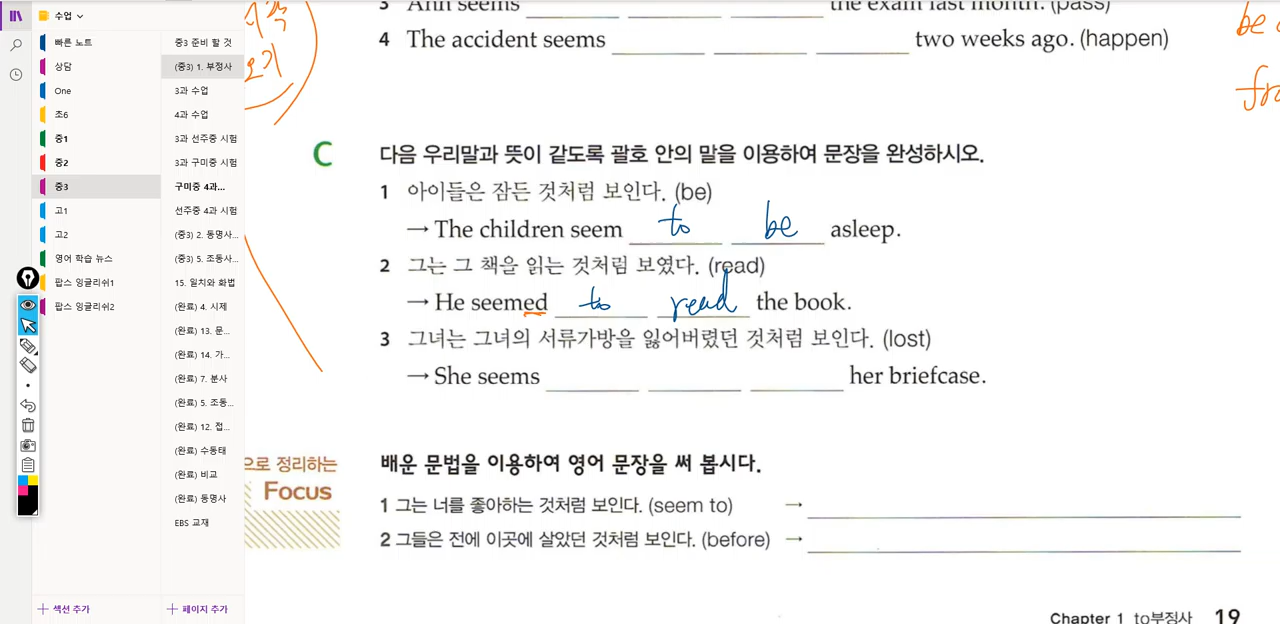 수업
빠른 노트
상담
One
초6
중1
중2
중3
고1
고2
영어 학습 뉴스
팝스 잉글리쉬1
팝스 잉글리쉬2
섹션 추가
중3 준비 할 것
(중3) 1. 부정사
3과 수업
4과 수업
3과 선주중 시험
3과 구미중 시험
구미중 4과...
선주중 4과 시험
(중3) 2. 동명사...
(중3) 5. 조동사...
15. 일치와 화법
(완료) 4. 시제
(완료) 13. 문...
(완료) 14. 가...
(완료) 7. 분사
(완료) 5. 조동...
(완료) 12. 접...
(완료) 수동태
(완료) 비교
(완료) 동명사
EBS 교재
페이지 추가
3 Ann seems the exam last month. (pass)
4 The accident seems two weeks ago. (happen)
be
C 다음 우리말과 뜻이 같도록 괄호 안의 말을 이용하여 문장을 완성하시오.
1 아이들은 잠든 것처럼 보인다. (be)
→ The children seem to be asleep.
2 그는 그 책을 읽는 것처럼 보였다. (read)
→ He seemed to read the book.
3 그녀는 그녀의 서류가방을 잃어버렸던 것처럼 보인다. (lost)
→ She seems her briefcase.
으로 정리하는
Focus
배운 문법을 이용하여 영어 문장을 써 봅시다.
1 그는 너를 좋아하는 것처럼 보인다. (seem to) →
2 그들은 전에 이곳에 살았던 것처럼 보인다. (before) →
Chapter 1 to부정사 19